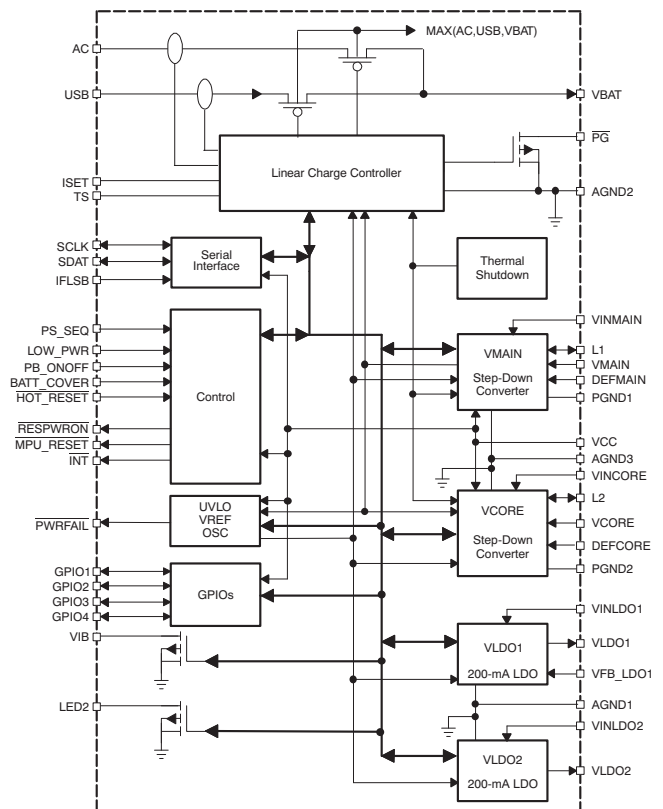 MAX(AC,USB,VBAT)
AC
USB
VBAT
PG
Linear Charge Controller
ISET
TS
AGND2
SCLK
SDAT
IFLSB
Serial
Interface
Thermal
Shutdown
VINMAIN
PS_SEQ
LOW_PWR
PB_ONOFF
BATT_COVER
HOT_RESET
RESPWRON
MPU_RESET
INT
Control
VMAIN
Step-Down
Converter
L1
VMAIN
DEFMAIN
PGND1
VCC
AGND3
VINCORE
PWRFAIL
UVLO
VREF
OSC
VCORE
Step-Down
Converter
L2
VCORE
DEFCORE
PGND2
GPIO1
GPIO2
GPIO3
GPIO4
GPIOs
VINLDO1
VIB
VLDO1
200-mA LDO
VLDO1
VFB_LDO1
AGND1
LED2
VINLDO2
VLDO2
200-mA LDO
VLDO2